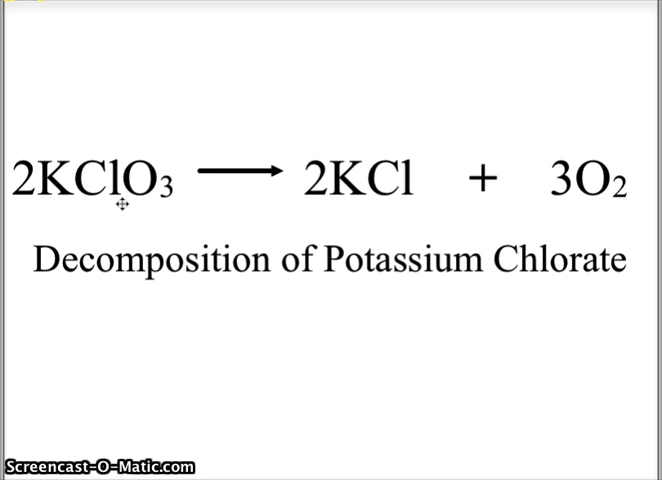 2KClO₃ ⟶ 2KCl + 3O₂
Decomposition of Potassium Chlorate
Screencast-O-Matic.com